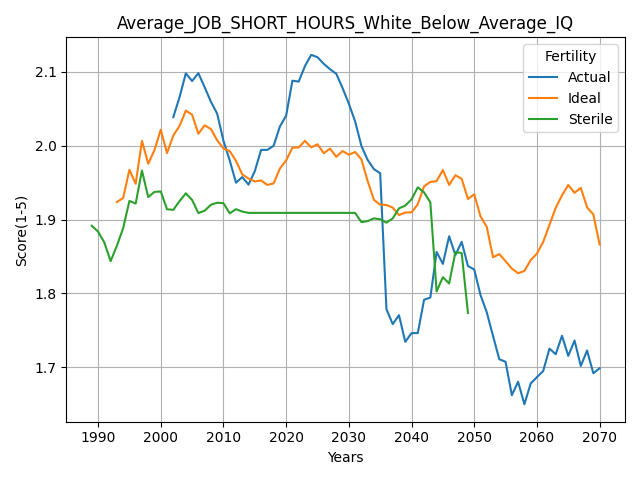 Average_JOB_SHORT_HOURS_White_Below_Average_IQ
Fertility
Actual
Ideal
Sterile
Score(1-5)
2.1
2.0
1.9
1.8
1.7
1990 2000 2010 2020 2030 2040 2050 2060 2070
Years